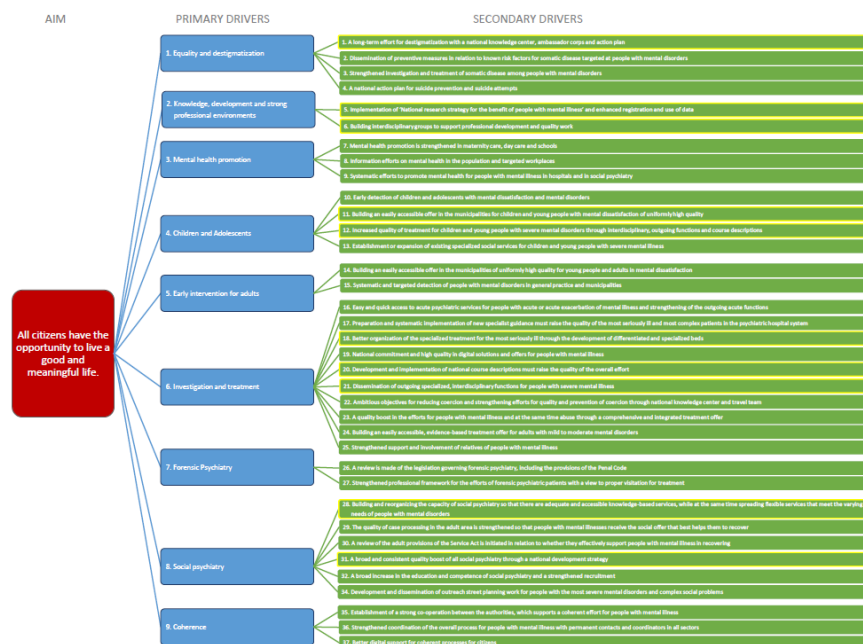 AIM
PRIMARY DRIVERS
SECONDARY DRIVERS
All citizens have the
opportunity to live a
good and
meaningful life.
1. Equality and destigmatization
1. A long-term effort for destigmatization with a national knowledge center, ambassador corps and action plan
2. Dissemination of preventive measures in relation to known risk factors for somatic disease targeted at people with mental disorders
3. Strengthened investigation and treatment of somatic disease among people with mental disorders
4. A national action plan for suicide prevention and suicide attempts
2. Knowledge, development and strong
professional environments
5. Implementation of 'National research strategy for the benefit of people with mental illness' and enhanced registration and use of data
6. Building interdisciplinary groups to support professional development and quality work
3. Mental health promotion
7. Mental health promotion is strengthened in maternity care, day care and schools
8. Information efforts on mental health in the population and targeted workplaces
9. Systematic efforts to promote mental health for people with mental illness in hospitals and in social psychiatry
4. Children and Adolescents
10. Early detection of children and adolescents with mental dissatisfaction and mental disorders
11. Building an easily accessible offer in the municipalities for children and young people with mental dissatisfaction of uniformly high quality
12. Increased quality of treatment for children and young people with severe mental disorders through interdisciplinary, outgoing functions and course descriptions
13. Establishment or expansion of existing specialized social services for children and young people with severe mental illness
5. Early intervention for adults
14. Building an easily accessible offer in the municipalities of uniformly high quality for young people and adults in mental dissatisfaction
15. Systematic and targeted detection of people with mental disorders in general practice and municipalities
6. Investigation and treatment
16. Easy and quick access to acute psychiatric services for people with acute or acute exacerbation of mental illness and strengthening of the outgoing acute functions
17. Preparation and systematic implementation of new specialist guidance must raise the quality of the most seriously ill and most complex patients in the psychiatric hospital system
18. Better organization of the specialized treatment for the most seriously ill through the development of differentiated and specialized beds
19. National commitment and high quality in digital solutions and offers for people with mental illness
20. Development and implementation of national course descriptions must raise the quality of the overall effort
21. Dissemination of outgoing specialized, interdisciplinary functions for people with severe mental illness
22. Ambitious objectives for reducing coercion and strengthening efforts for quality and prevention of coercion through national knowledge center and travel team
23. A quality boost in the efforts for people with mental illness and at the same time abuse through a comprehensive and integrated treatment offer
24. Building an easily accessible, evidence-based treatment offer for adults with mild to moderate mental disorders
25. Strengthened support and involvement of relatives of people with mental illness
7. Forensic Psychiatry
26. A review is made of the legislation governing forensic psychiatry, including the provisions of the Penal Code
27. Strengthened professional framework for the efforts of forensic psychiatric patients with a view to proper visitation for treatment
8. Social psychiatry
28. Building and reorganizing the capacity of social psychiatry so that there are adequate and accessible knowledge-based services, while at the same time spreading flexible services that meet the varying
needs of people with mental disorders
29. The quality of case processing in the adult area is strengthened so that people with mental illnesses receive the social offer that best helps them to recover
30. A review of the adult provisions of the Service Act is initiated in relation to whether they effectively support people with mental illness in recovering
31. A broad and consistent quality boost of all social psychiatry through a national development strategy
32. A broad increase in the education and competence of social psychiatry and a strengthened recruitment
34. Development and dissemination of outreach street planning work for people with the most severe mental disorders and complex social problems
9. Coherence
35. Establishment of a strong co-operation between the authorities, which supports a coherent effort for people with mental illness
36. Strengthened coordination of the overall process for people with mental illness with permanent contacts and coordinators in all sectors
37. Better digital support for coherent processes for citizens